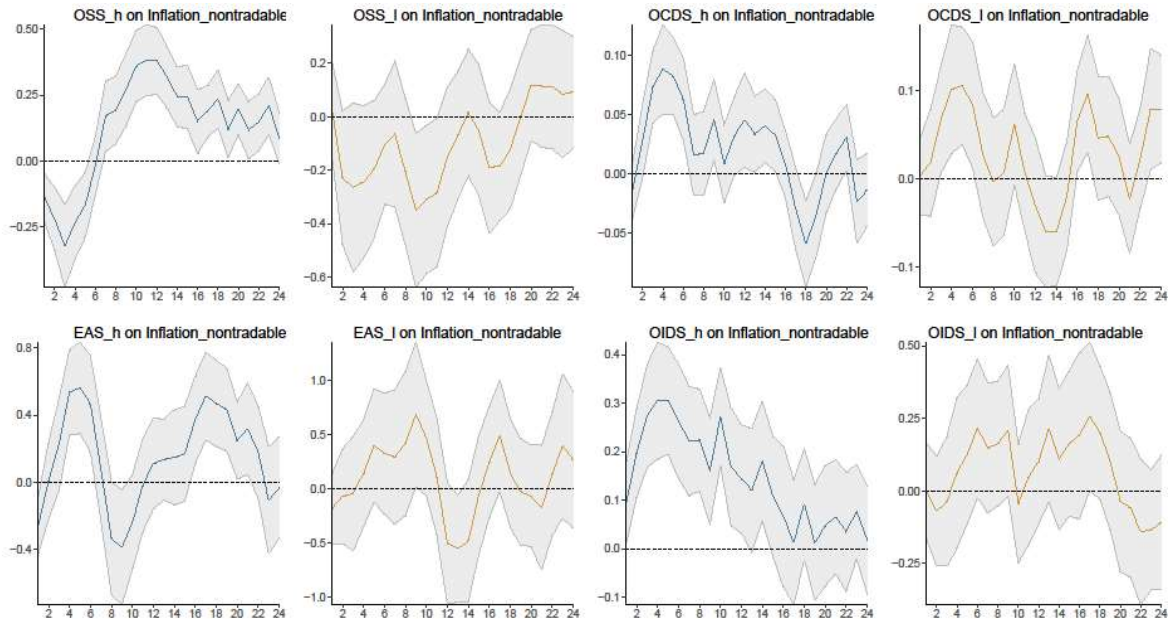 OSS_h on Inflation_nontradable
0.50
0.25
0.00
−0.25
2 4 6 8 10 12 14 16 18 20 22 24
OSS_l on Inflation_nontradable
0.2
0.0
−0.2
−0.4
−0.6
2 4 6 8 10 12 14 16 18 20 22 24
OCDS_h on Inflation_nontradable
0.10
0.05
0.00
−0.05
2 4 6 8 10 12 14 16 18 20 22 24
OCDS_l on Inflation_nontradable
0.1
0.0
−0.1
2 4 6 8 10 12 14 16 18 20 22 24
EAS_h on Inflation_nontradable
0.8
0.4
0.0
−0.4
2 4 6 8 10 12 14 16 18 20 22 24
EAS_l on Inflation_nontradable
1.0
0.5
0.0
−0.5
−1.0
2 4 6 8 10 12 14 16 18 20 22 24
OIDS_h on Inflation_nontradable
0.4
0.3
0.2
0.1
0.0
−0.1
2 4 6 8 10 12 14 16 18 20 22 24
OIDS_l on Inflation_nontradable
0.50
0.25
0.00
−0.25
2 4 6 8 10 12 14 16 18 20 22 24